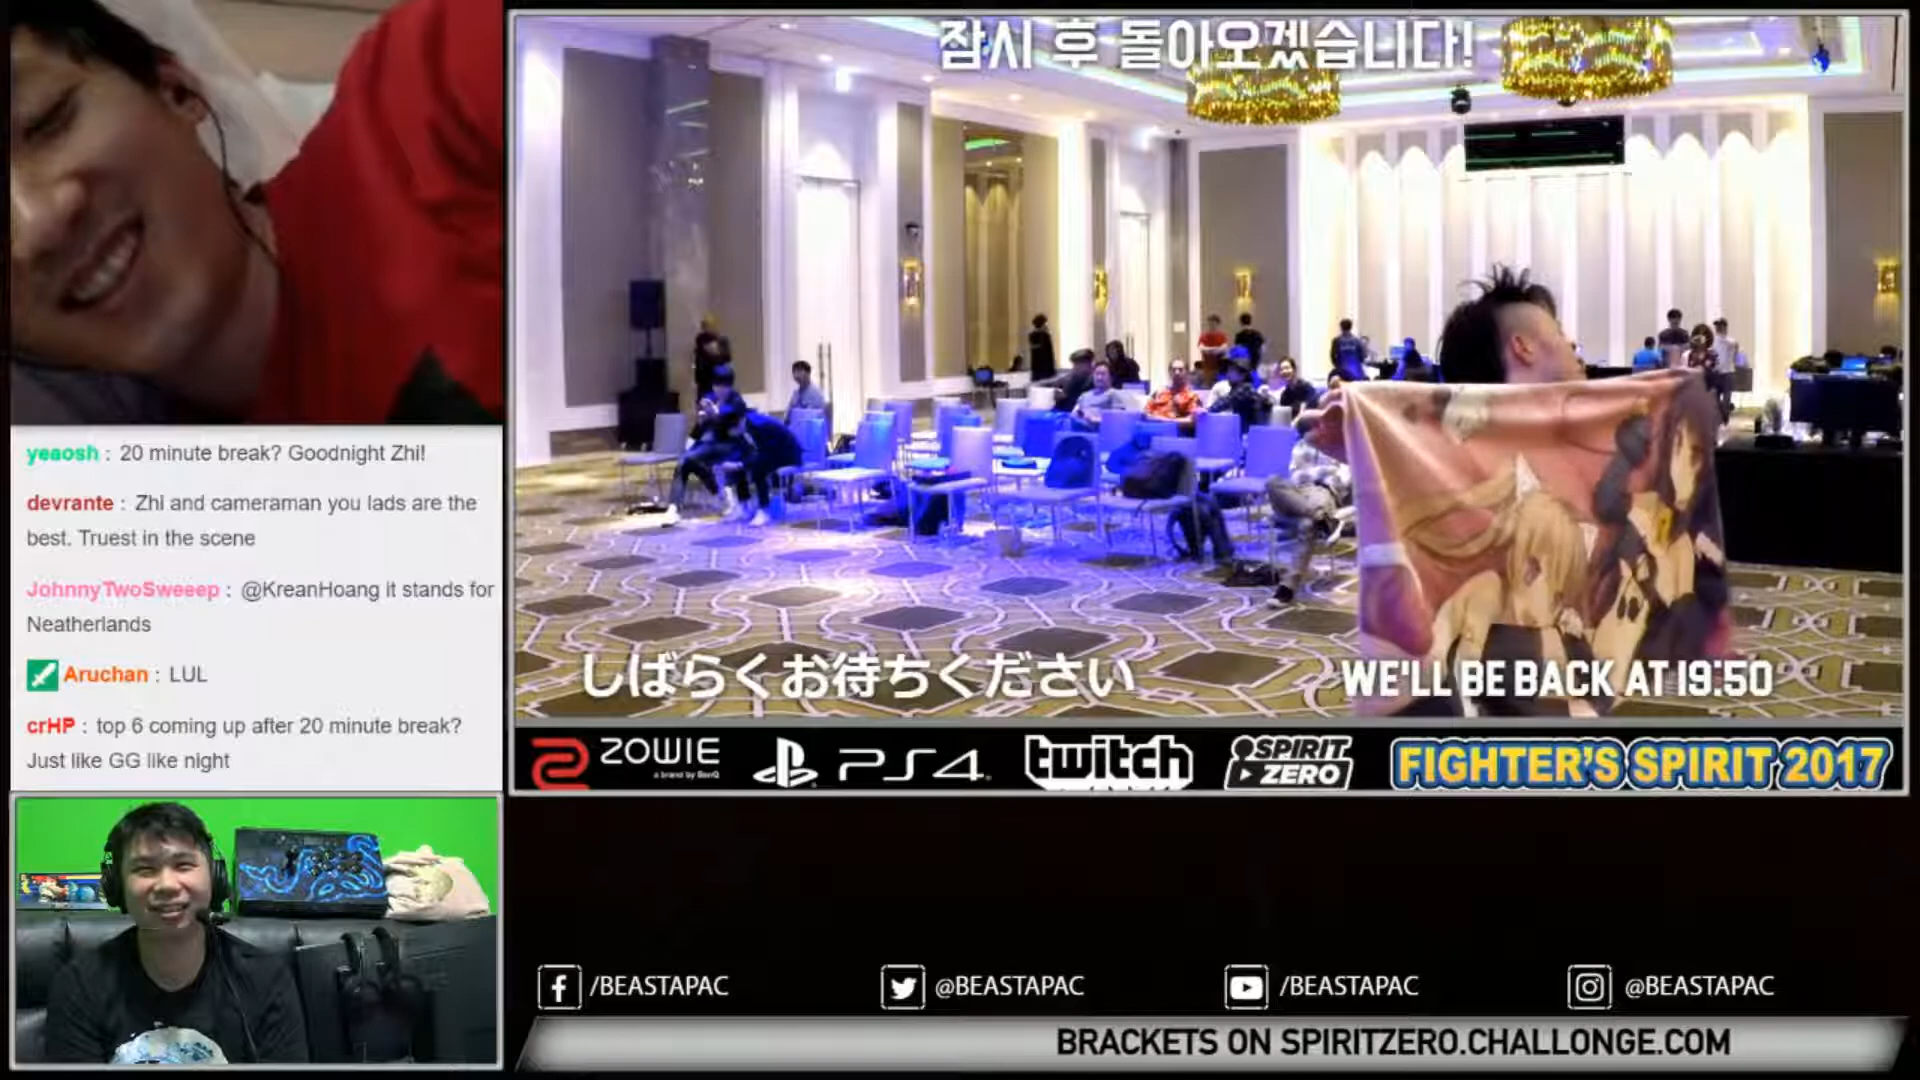 잠시 후 돌아오겠습니다!
yeaosh : 20 minute break? Goodnight Zhi!
devrante : Zhi and cameraman you lads are the
best. Truest in the scene
JohnnyTwoSweeep : @KreanHoang it stands for
Neatherlands
Aruchan : LUL
crHP : top 6 coming up after 20 minute break?
Just like GG like night
しばらくお待ちください
WE'LL BE BACK AT 19:50
ZOWIE
a brand by BenQ
PS4
twitch
SPIRIT
ZERO
FIGHTER'S SPIRIT 2017
/BEASTAPAC
@BEASTAPAC
/BEASTAPAC
@BEASTAPAC
BRACKETS ON SPIRITZERO.CHALLONGE.COM